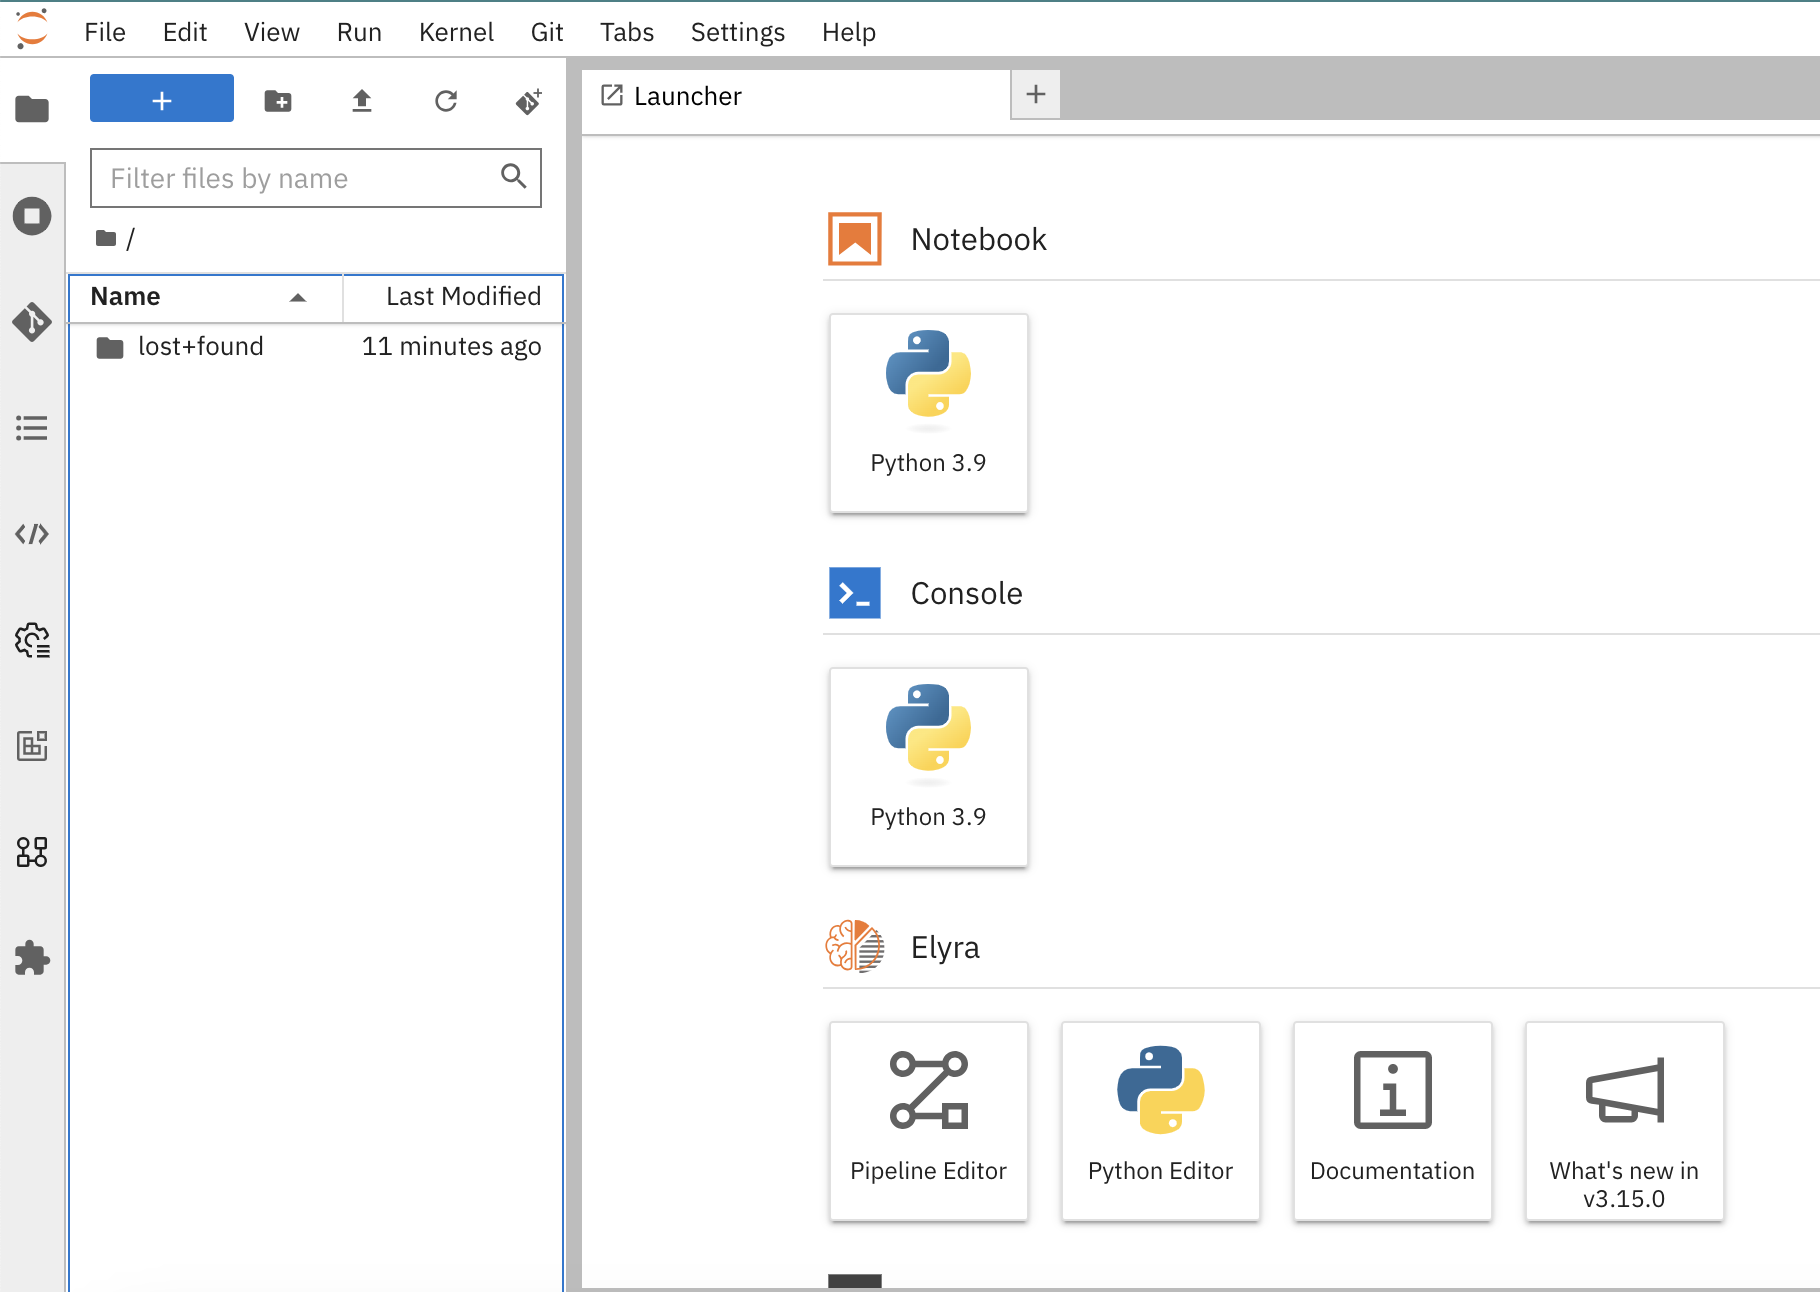 File Edit View Run Kernel Git Tabs Settings Help
Launcher
Filter files by name
/
Name Last Modified
lost+found 11 minutes ago
Notebook
Python 3.9
Console
Python 3.9
Elyra
Pipeline Editor
Python Editor
Documentation
What's new in
v3.15.0